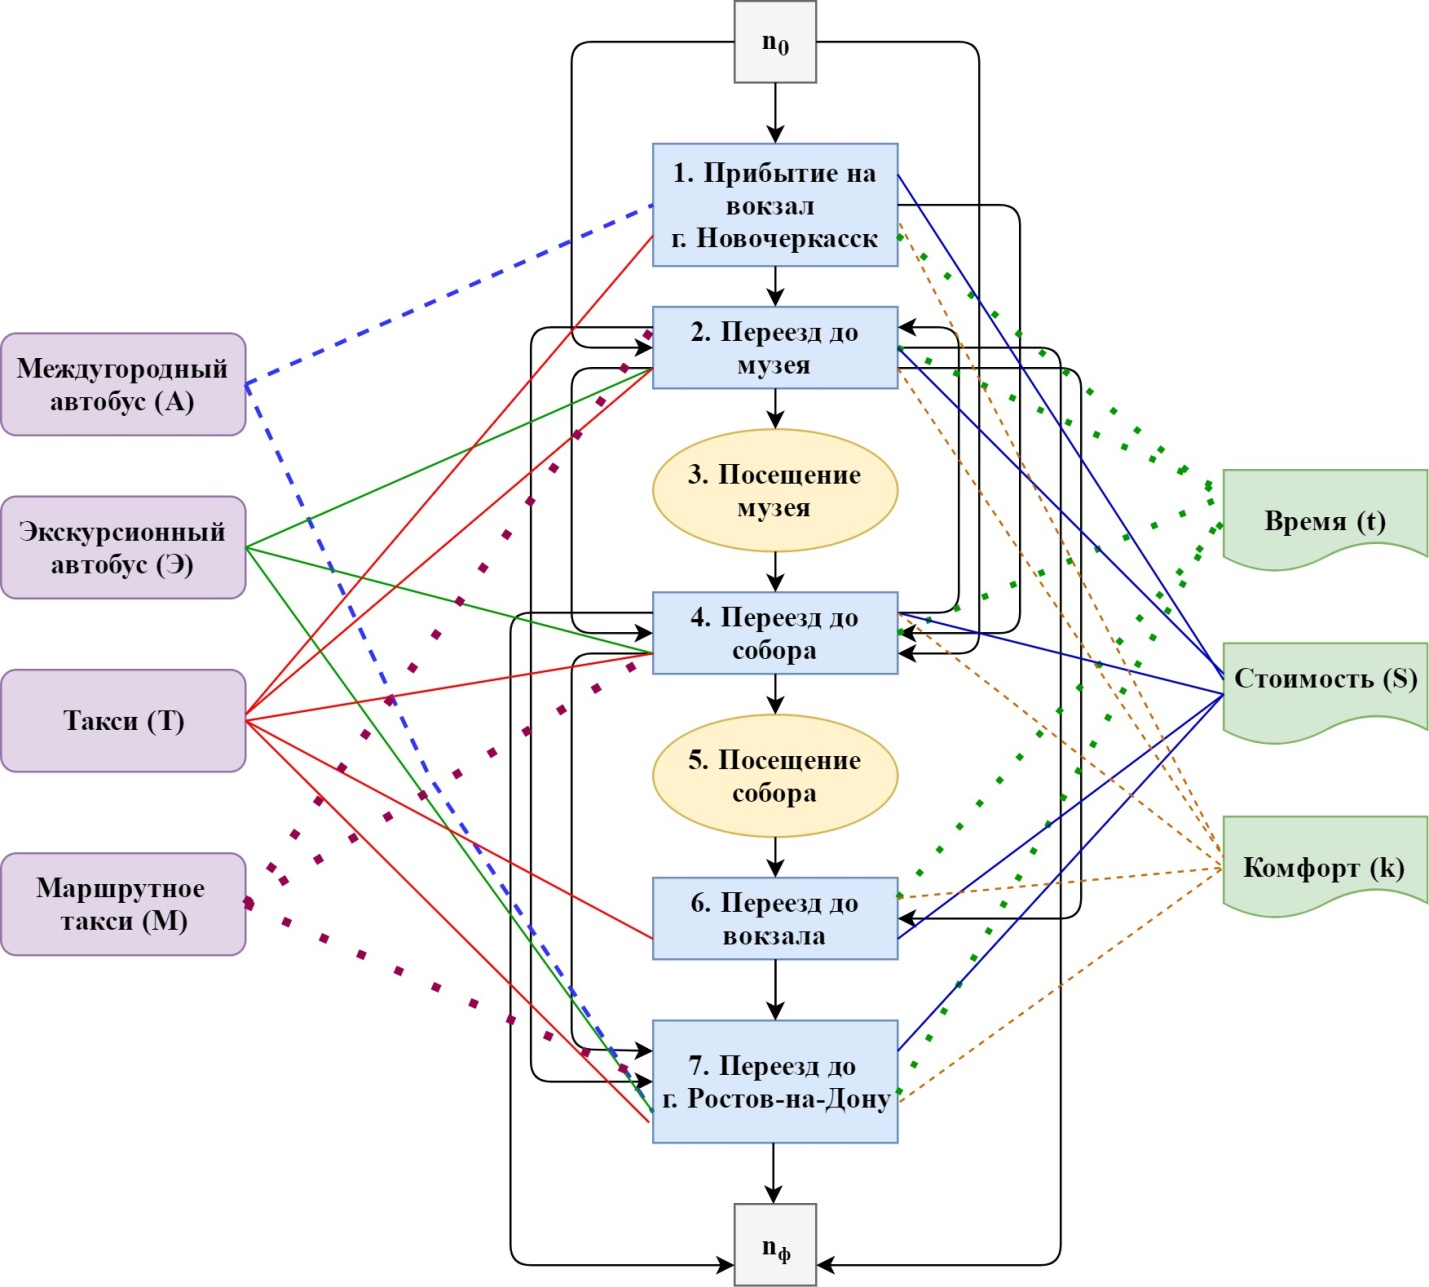 n₀
1. Прибытие на
вокзал
г. Новочеркасск
2. Переезд до
музея
3. Посещение
музея
4. Переезд до
собора
5. Посещение
собора
6. Переезд до
вокзала
7. Переезд до
г. Ростов-на-Дону
nф
Междугородный
автобус (А)
Экскурсионный
автобус (Э)
Такси (Т)
Маршрутное
такси (М)
Время (t)
Стоимость (S)
Комфорт (k)